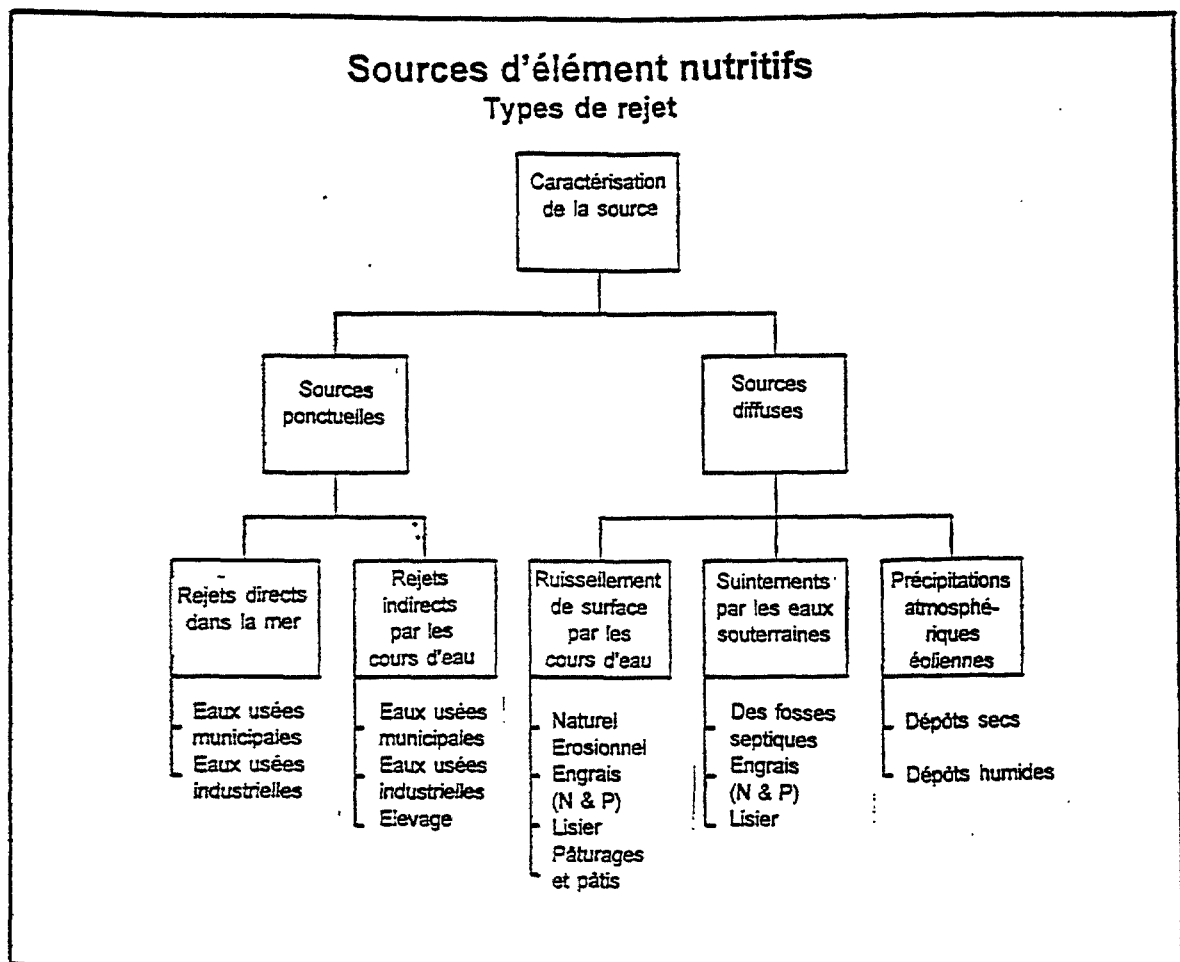 Sources d'élément nutritifs
Types de rejet
Caractérisation
de la source
Sources
ponctuelles
Sources
diffuses
Rejets directs
dans la mer
Rejets
indirects
par les
cours d'eau
Ruisseilement
de surface
par les
cours d'eau
Suintements
par les eaux
souterraines
Précipitations
atmosphé-
riques
éoliennes
Eaux usées
municipales
Eaux usées
industrielles
Eaux usées
municipales
Eaux usées
industrielles
Elevage
Naturel
Erosionnel
Engrais
(N & P)
Lisier
Pâturages
et pâtis
Des fosses
septiques
Engrais
(N & P)
Lisier
Dépôts secs
Dépôts humides